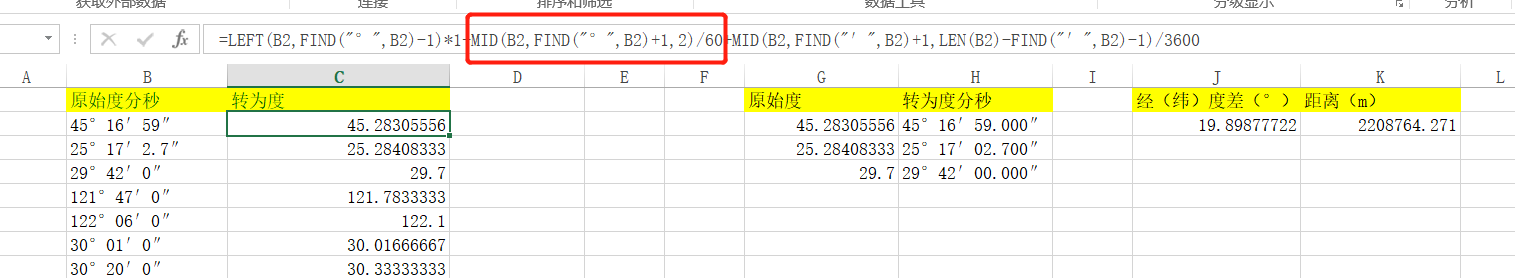 获取外部数据 连接 排序和筛选 数据工具 分级显示 分析
fx =LEFT(B2,FIND("°",B2)-1)*1+MID(B2,FIND("°",B2)+1,2)/60+MID(B2,FIND("′",B2)+1,LEN(B2)-FIND("′",B2)-1)/3600
A B C D E F G H I J K L
原始度分秒 转为度 原始度 转为度分秒 经（纬）度差（°） 距离（m）
45°16′59″ 45.28305556 45.28305556 45°16′59.000″ 19.89877722 2208764.271
25°17′2.7″ 25.28408333 25.28408333 25°17′02.700″
29°42′0″ 29.7 29.7 29°42′00.000″
121°47′0″ 121.7833333
122°06′0″ 122.1
30°01′0″ 30.01666667
30°20′0″ 30.33333333